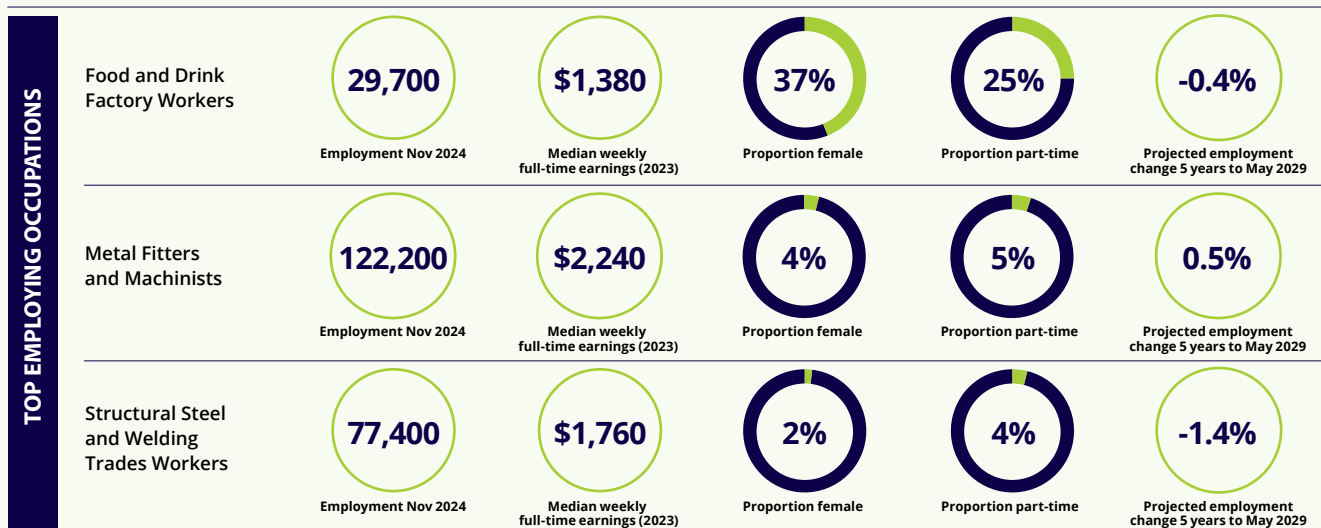 TOP EMPLOYING OCCUPATIONS
Food and Drink
Factory Workers
29,700
Employment Nov 2024
$1,380
Median weekly
full-time earnings (2023)
37%
Proportion female
25%
Proportion part-time
-0.4%
Projected employment
change 5 years to May 2029
Metal Fitters
and Machinists
122,200
Employment Nov 2024
$2,240
Median weekly
full-time earnings (2023)
4%
Proportion female
5%
Proportion part-time
0.5%
Projected employment
change 5 years to May 2029
Structural Steel
and Welding
Trades Workers
77,400
Employment Nov 2024
$1,760
Median weekly
full-time earnings (2023)
2%
Proportion female
4%
Proportion part-time
-1.4%
Projected employment
change 5 years to May 2029